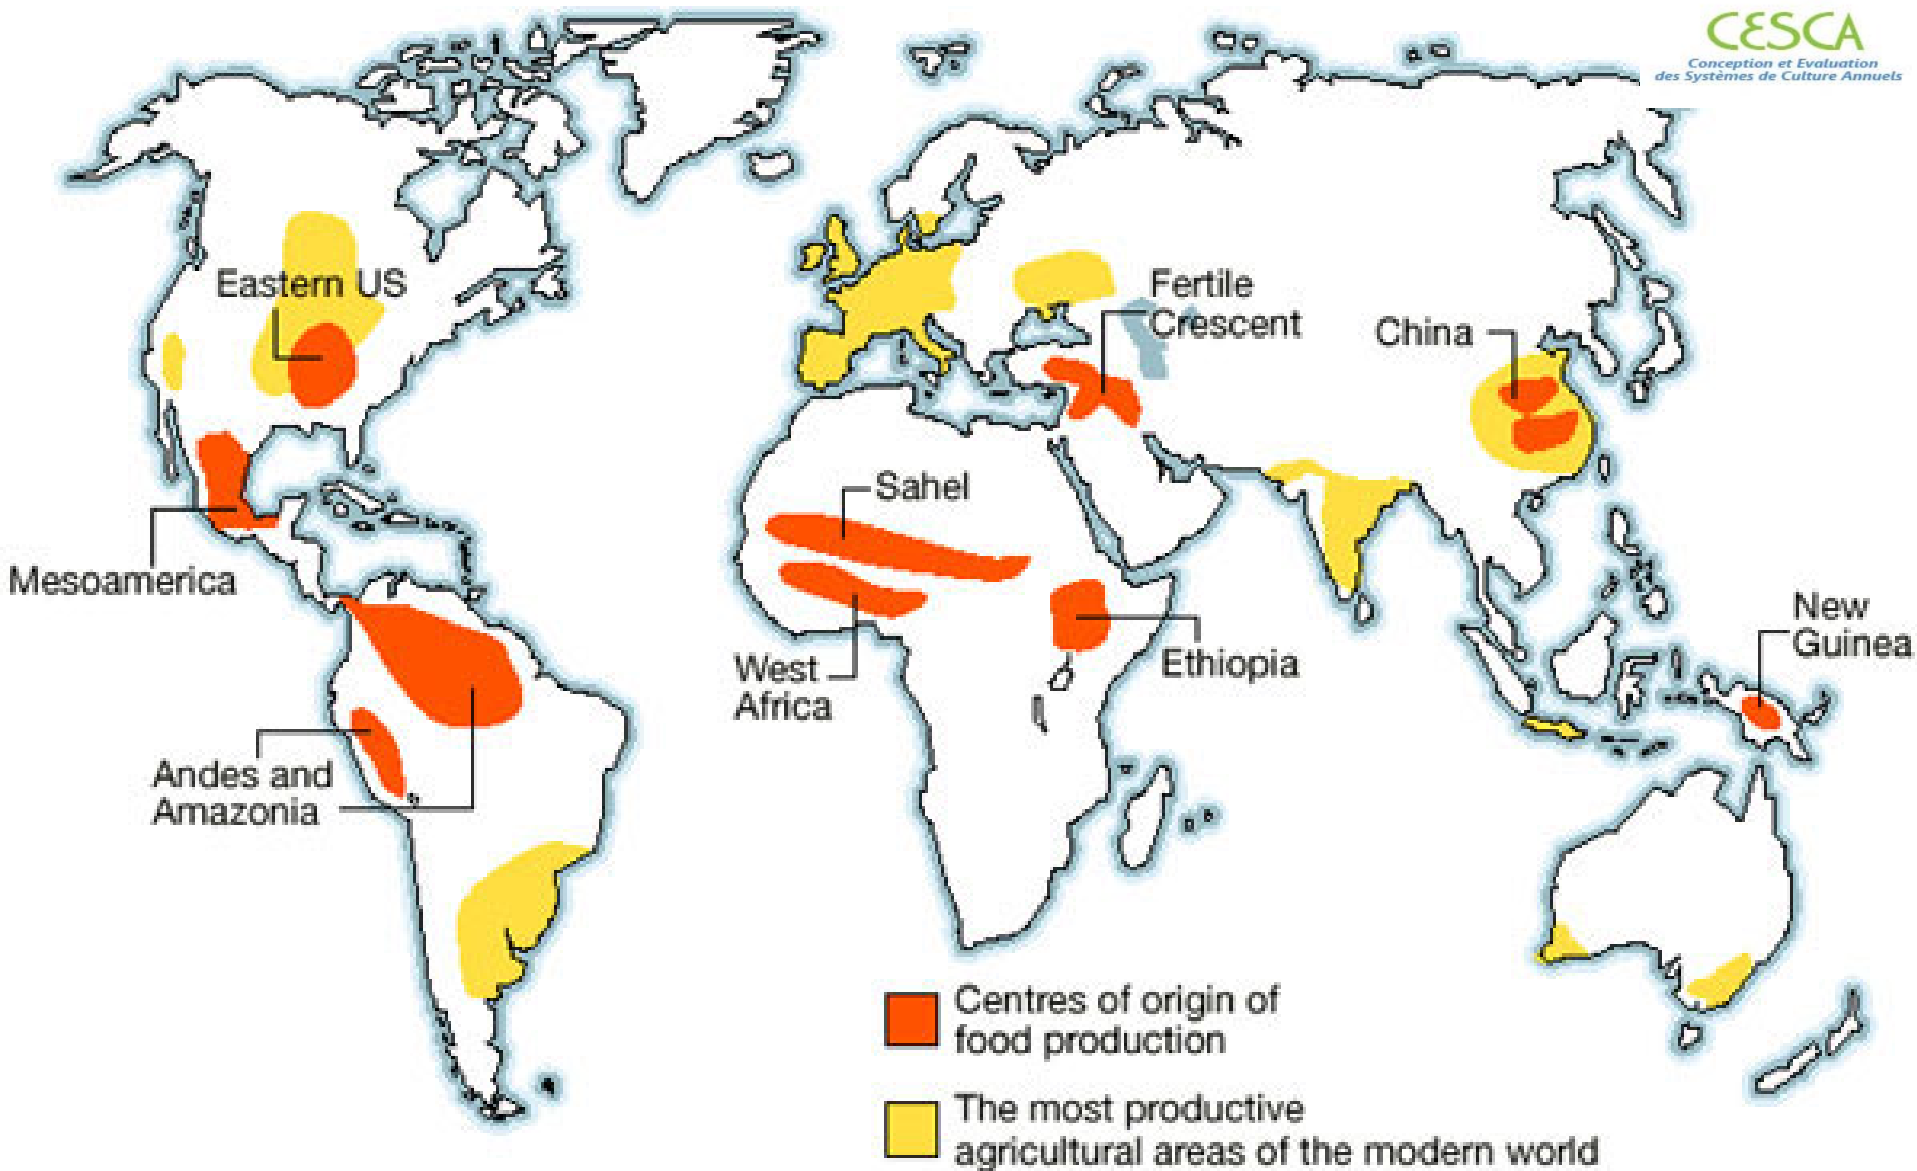 CESCA
Conception et Evaluation
des Systèmes de Culture Annuels
Eastern US
Fertile
Crescent
China
Sahel
Mesoamerica
New
Guinea
West
Africa
Ethiopia
Andes and
Amazonia
Centres of origin of
food production
The most productive
agricultural areas of the modern world